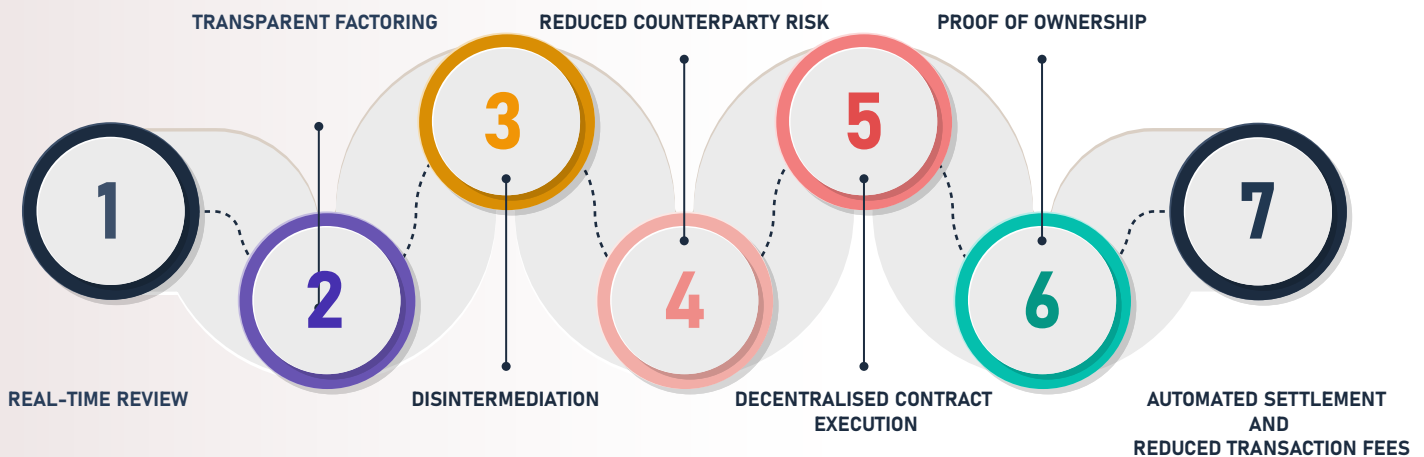 TRANSPARENT FACTORING
REDUCED COUNTERPARTY RISK
PROOF OF OWNERSHIP
1
2
3
4
5
6
7
REAL-TIME REVIEW
DISINTERMEDIATION
DECENTRALISED CONTRACT
EXECUTION
AUTOMATED SETTLEMENT
AND
REDUCED TRANSACTION FEES